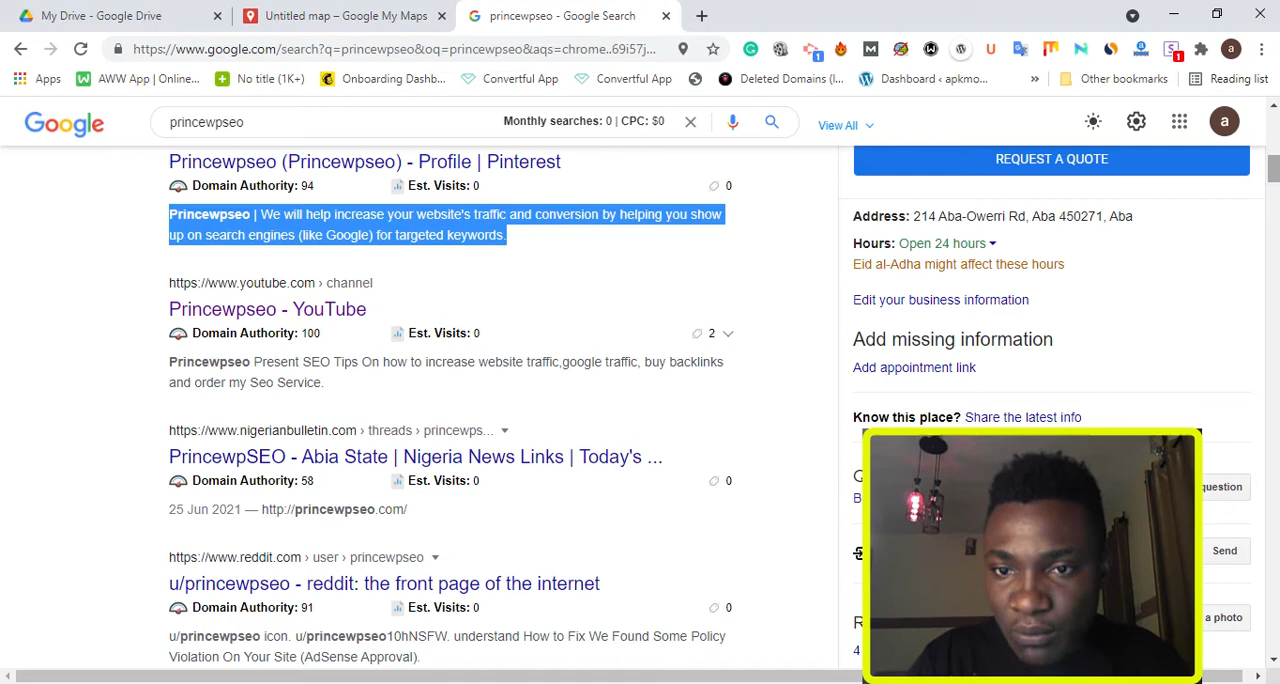 My Drive - Google Drive
Untitled map – Google My Maps
princewpseo - Google Search
https://www.google.com/search?q=princewpseo&oq=princewpseo&aqs=chrome..69i57j...
1
1
a
Apps
AWW App | Online...
No title (1K+)
Onboarding Dashb...
Convertful App
Convertful App
Deleted Domains (l...
Dashboard ‹ apkmo...
»
Other bookmarks
Reading list
Google
princewpseo
Monthly searches: 0 | CPC: $0
View All
a
Princewpseo (Princewpseo) - Profile | Pinterest
Domain Authority: 94
Est. Visits: 0
0
Princewpseo | We will help increase your website's traffic and conversion by helping you show
up on search engines (like Google) for targeted keywords.
https://www.youtube.com › channel
Princewpseo - YouTube
Domain Authority: 100
Est. Visits: 0
2
Princewpseo Present SEO Tips On how to increase website traffic,google traffic, buy backlinks
and order my Seo Service.
https://www.nigerianbulletin.com › threads › princewps...
PrincewpSEO - Abia State | Nigeria News Links | Today's ...
Domain Authority: 58
Est. Visits: 0
0
25 Jun 2021 — http://princewpseo.com/
https://www.reddit.com › user › princewpseo
u/princewpseo - reddit: the front page of the internet
Domain Authority: 91
Est. Visits: 0
0
u/princewpseo icon. u/princewpseo10hNSFW. understand How to Fix We Found Some Policy
Violation On Your Site (AdSense Approval).
REQUEST A QUOTE
Address: 214 Aba-Owerri Rd, Aba 450271, Aba
Hours: Open 24 hours
Eid al-Adha might affect these hours
Edit your business information
Add missing information
Add appointment link
Know this place? Share the latest info
question
Send
a photo
4